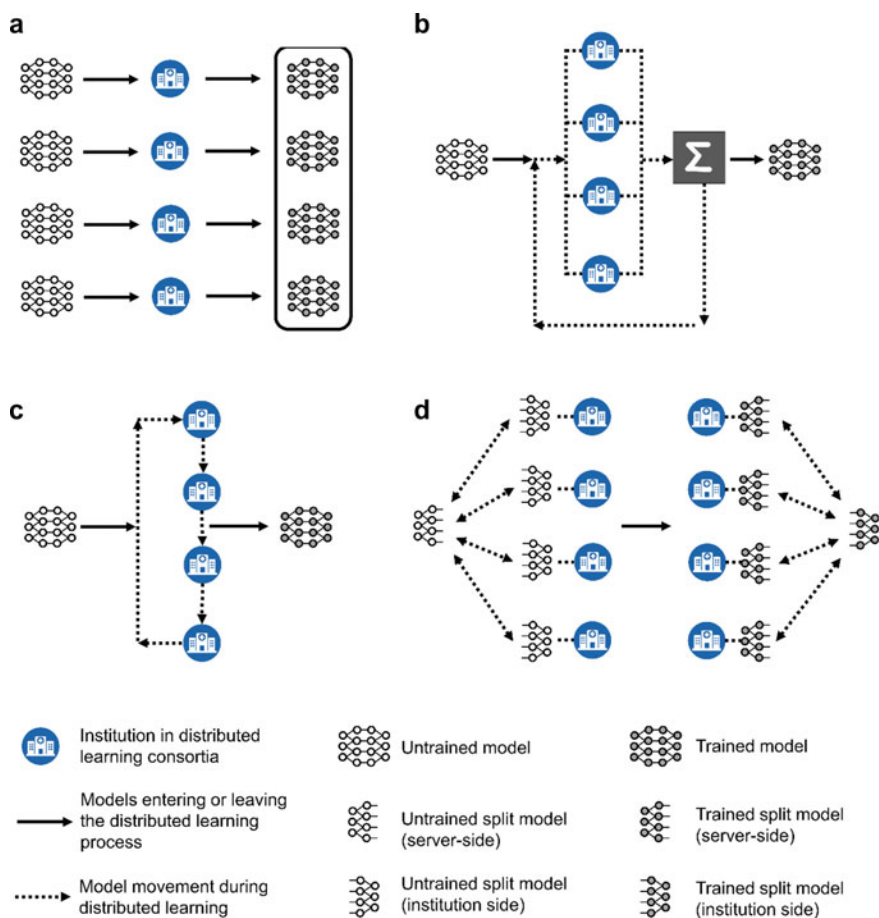 a
b
Σ
c
d
Institution in distributed
learning consortia
Untrained model
Trained model
Models entering or leaving
the distributed learning
process
Untrained split model
(server-side)
Trained split model
(server-side)
Model movement during
distributed learning
Untrained split model
(institution side)
Trained split model
(institution side)